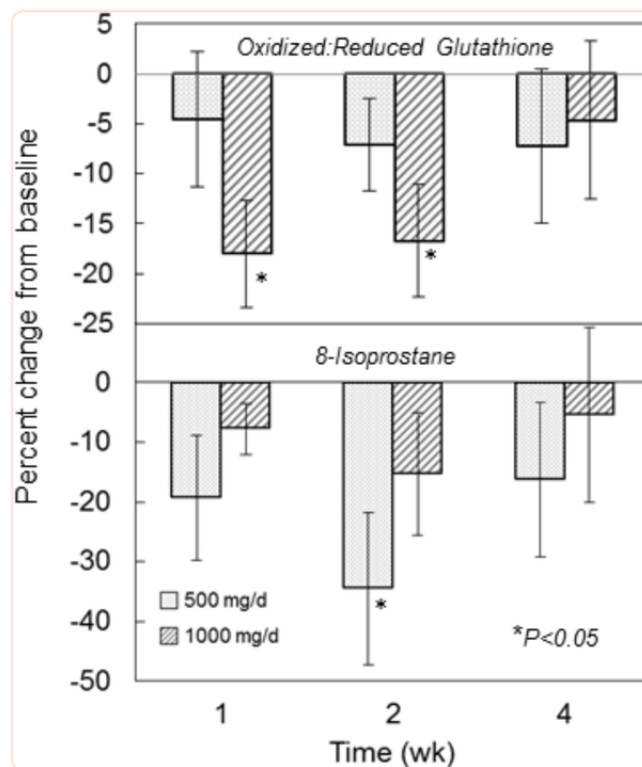 Percent change from baseline
Oxidized:Reduced Glutathione
5
0
-5
-10
-15
-20
-25
*
*
8-Isoprostane
0
-10
-20
-30
-40
-50
*
500 mg/d
1000 mg/d
*P<0.05
1
2
4
Time (wk)